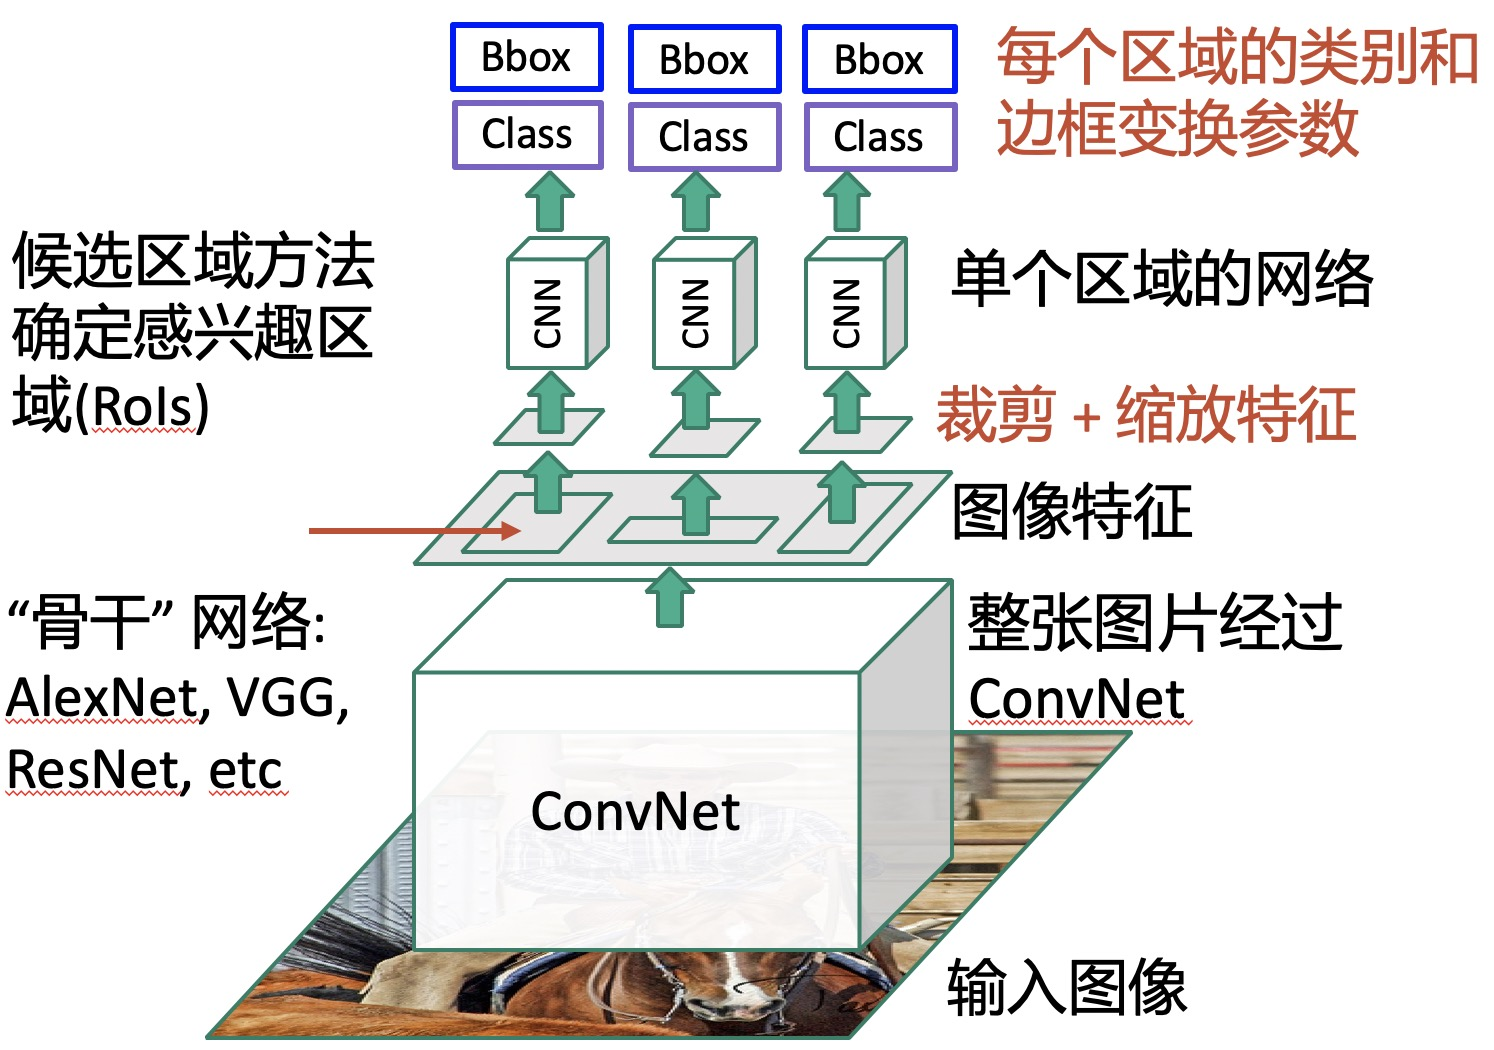 Bbox
Bbox
Bbox
每个区域的类别和
边框变换参数
Class
Class
Class
候选区域方法
确定感兴趣区
域(RoIs)
CNN
CNN
CNN
单个区域的网络
裁剪 + 缩放特征
图像特征
“骨干” 网络:
AlexNet, VGG,
ResNet, etc
整张图片经过
ConvNet
ConvNet
输入图像